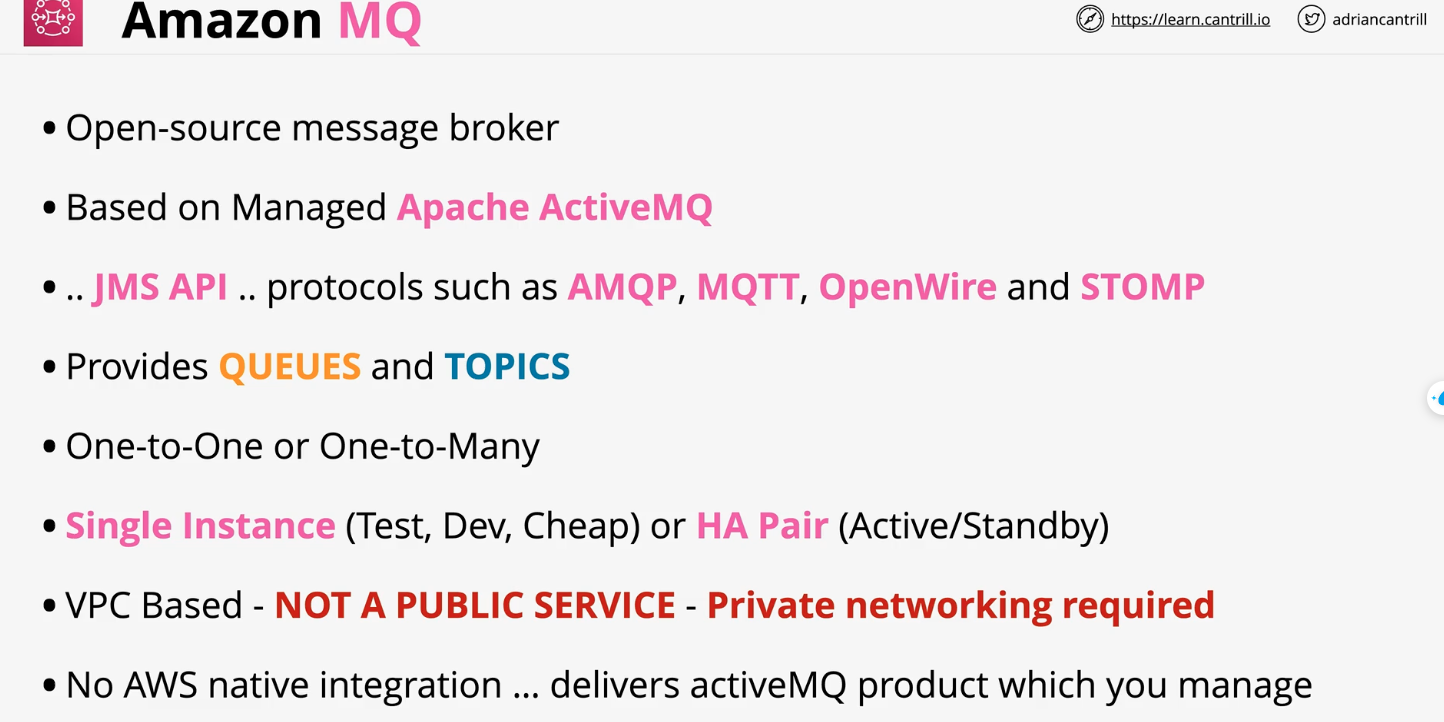 Amazon MQ
https://learn.cantrill.io
adriancantrill
• Open-source message broker
• Based on Managed Apache ActiveMQ
• .. JMS API .. protocols such as AMQP, MQTT, OpenWire and STOMP
• Provides QUEUES and TOPICS
• One-to-One or One-to-Many
• Single Instance (Test, Dev, Cheap) or HA Pair (Active/Standby)
• VPC Based - NOT A PUBLIC SERVICE - Private networking required
• No AWS native integration ... delivers activeMQ product which you manage